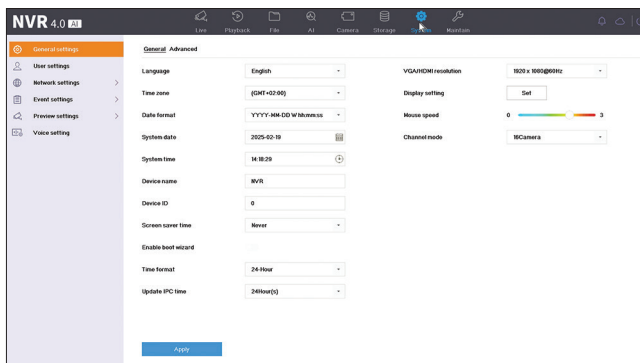 NVR 4.0 AI
Live Playback File AI Camera Storage System Maintain
General settings
User settings
Network settings
Event settings
Preview settings
Voice setting
General Advanced
Language English VGA/HDMI resolution 1920 x 1080@60Hz
Time zone (GMT+02:00) Display setting Set
Date format YYYY-MM-DD W hh:mm:ss Mouse speed 0 3
System date 2025-02-19 Channel mode 16Camera
System time 14:18:29
Device name NVR
Device ID 0
Screen saver time Never
Enable boot wizard
Time format 24-Hour
Update IPC time 24Hour(s)
Apply